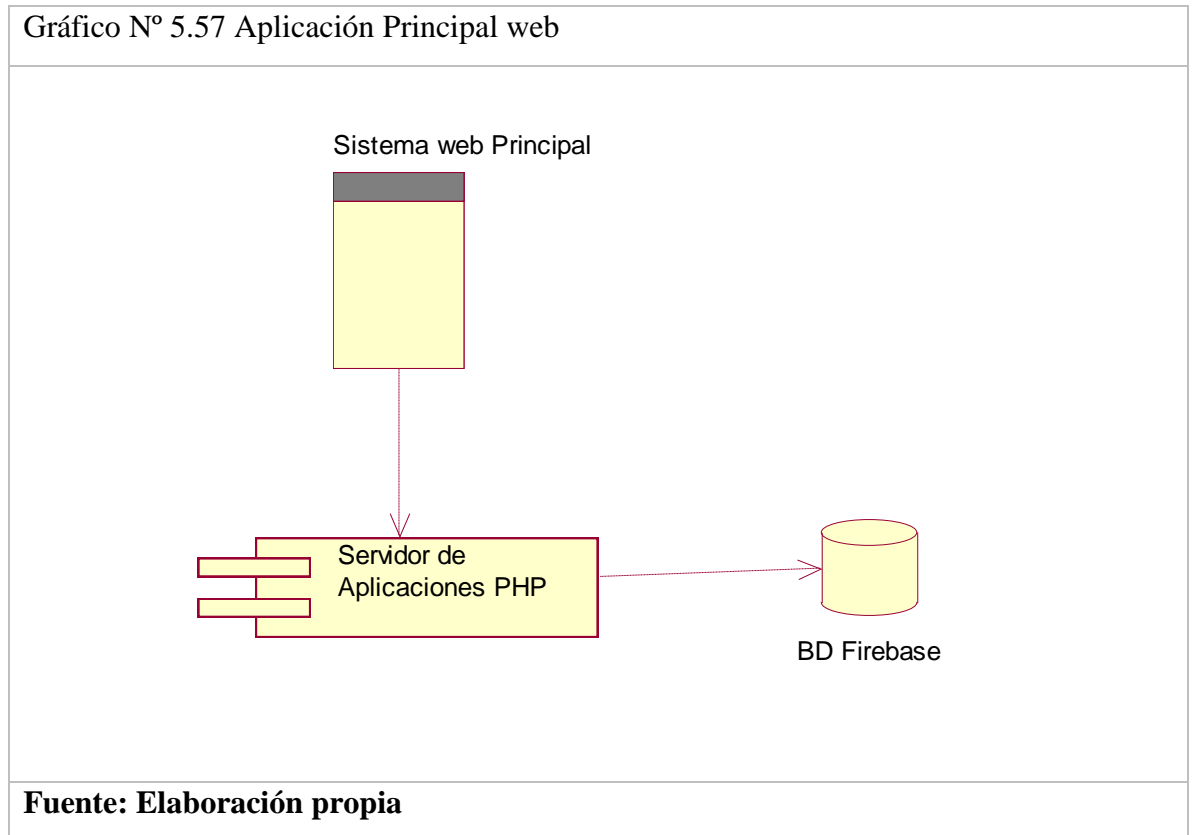 Gráfico Nº 5.57 Aplicación Principal web
Sistema web Principal
Servidor de
Aplicaciones PHP
BD Firebase
Fuente: Elaboración propia